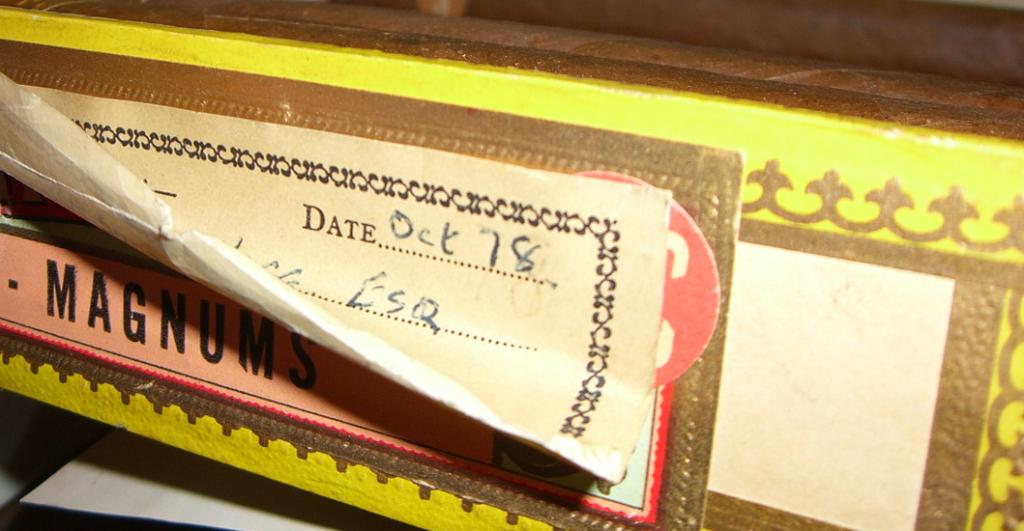 DATE Oct 78
ESQ
- MAGNUMS